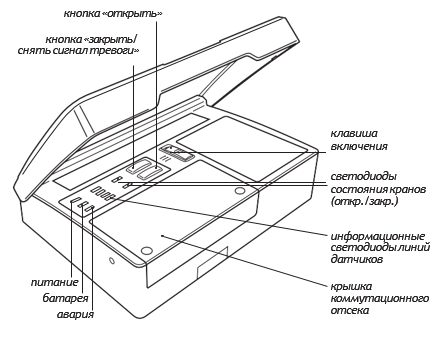 кнопка «открыть»
кнопка «закрыть/
снять сигнал тревоги»
клавиша
включения
светодиоды
состояния кранов
(откр./закр.)
информационные
светодиоды линий
датчиков
крышка
коммутационного
отсека
питание
батарея
авария